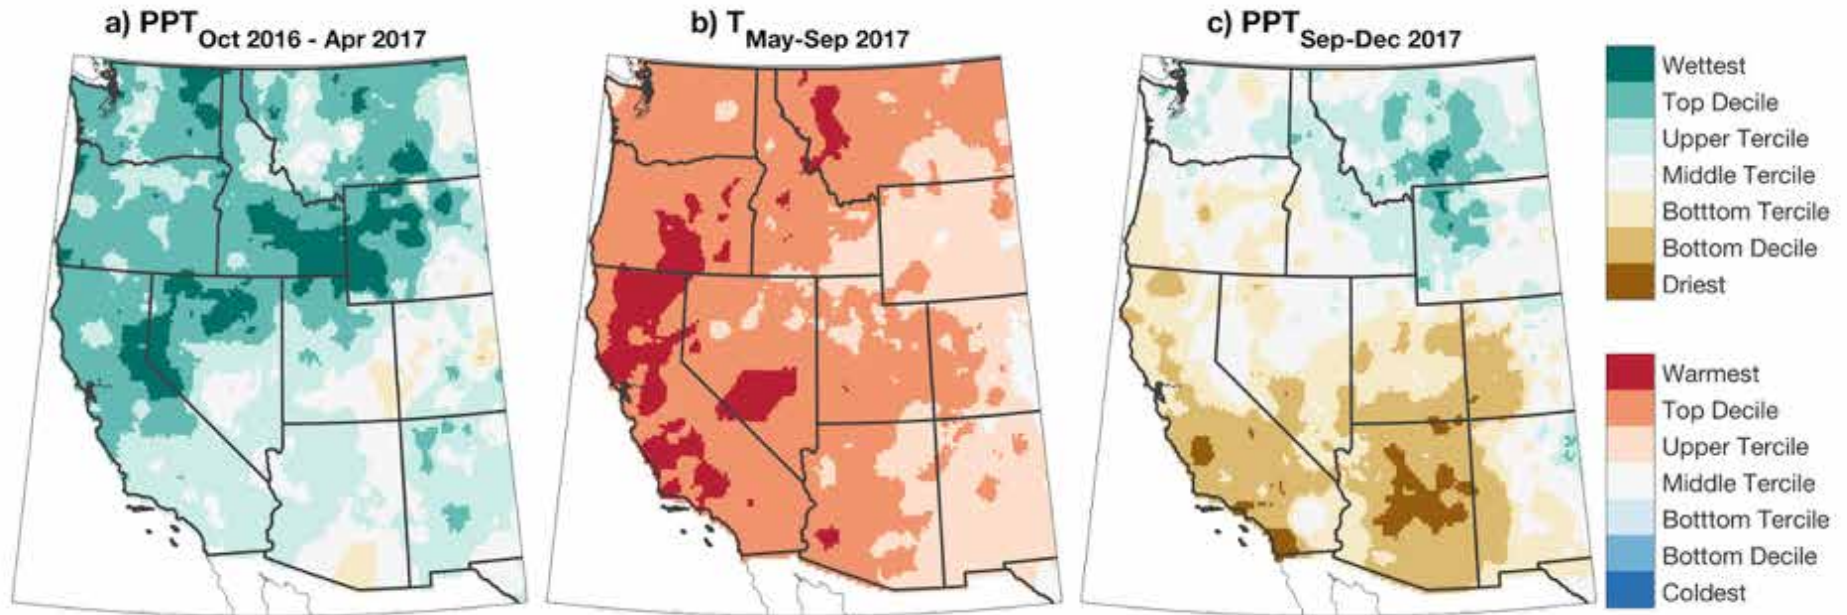 a) PPT Oct 2016 - Apr 2017
b) T May-Sep 2017
c) PPT Sep-Dec 2017
Wettest
Top Decile
Upper Tercile
Middle Tercile
Botttom Tercile
Bottom Decile
Driest
Warmest
Top Decile
Upper Tercile
Middle Tercile
Botttom Tercile
Bottom Decile
Coldest